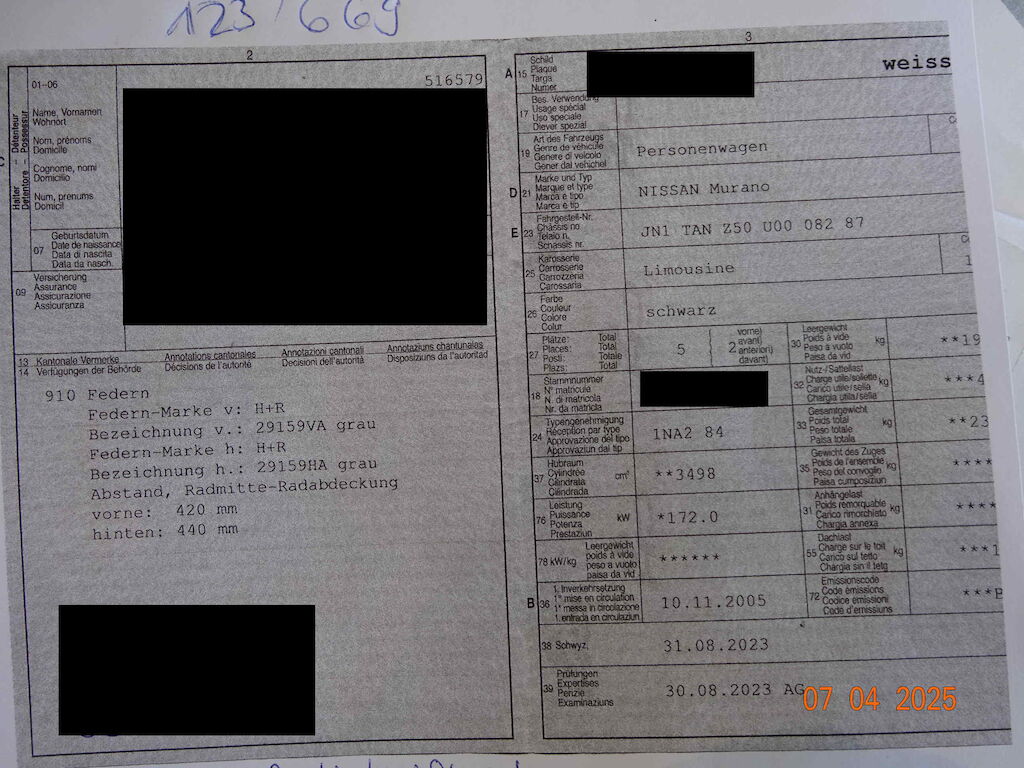 123'669
2
01-06
516579
Halter - Détenteur
Detentore - Possessur
Name, Vornamen
Wohnort
Nom, prénoms
Domicile
Cognome, nomi
Domicilio
Num, prenums
Domicil
07
Geburtsdatum
Date de naissance
Data di nascita
Data da nasch.
09
Versicherung
Assurance
Assicurazione
Assicuranza
13 Kantonale Vermerke Annotations cantonales Annotazioni cantonali Annotaziuns chantunalas
14 Verfügungen der Behörde Décisions de l'autorité Decisioni dell'autorità Disposiziuns da l'autoritad
910 Federn
Federn-Marke v: H+R
Bezeichnung v.: 29159VA grau
Federn-Marke h: H+R
Bezeichnung h.: 29159HA grau
Abstand, Radmitte-Radabdeckung
vorne: 420 mm
hinten: 440 mm
3
A 15
Schild
Plaque
Targa
Numer
weiss
17
Bes. Verwendung
Usage spécial
Uso speciale
Diever spezial
19
Art des Fahrzeugs
Genre de véhicule
Genere di veicolo
Gener dal vehichel
Personenwagen
D 21
Marke und Typ
Marque et type
Marca e tipo
Marca e tip
NISSAN Murano
E 23
Fahrgestell-Nr.
Châssis no
Telaio n.
Schassis nr.
JN1 TAN Z50 U00 082 87
25
Karosserie
Carrosserie
Carrozzeria
Carossaria
Limousine
26
Farbe
Couleur
Colore
Colur
schwarz
27
Plätze: Total
Places: Total
Posti: Totale
Plazs: Total
5
2
vorne)
avant)
anteriori)
davant)
30
Leergewicht
Poids à vide
Peso a vuoto
Paisa da vid
kg
**19
18
Stammnummer
N° matricule
N. di matricola
Nr. da matricla
32
Nutz-/Sattellast
Charge utile/sellette
Carico utile/sella
Chargia utila/sella
kg
***4
24
Typengenehmigung
Réception par type
Approvazione del tipo
Approvaziun dal tip
1NA2 84
33
Gesamtgewicht
Poids total
Peso totale
Paisa totala
kg
**23
37
Hubraum
Cylindrée
Cilindrata
Cilindrada
cm³
**3498
35
Gewicht des Zuges
Poids de l'ensemble
Peso del convoglio
Paisa cumposiziun
kg
****
76
Leistung
Puissance
Potenza
Prestaziun
kW
*172.0
31
Anhängelast
Poids remorquable
Carico rimorchiato
Chargia annexa
kg
****
78 kW/kg
Leergewicht
poids à vide
peso a vuoto
paisa da vid
******
55
Dachlast
Charge sur le toit
Carico sul tetto
Chargia sin il tetg
kg
***1
B 36
1. Inverkehrsetzung
1re mise en circulation
1a messa in circolazione
1. entrada en circulaziun
10.11.2005
72
Emissionscode
Code émissions
Codice emissioni
Code d'emissiuns
38 Schwyz,
31.08.2023
39
Prüfungen
Expertises
Perizie
Examinaziuns
30.08.2023 AG
07 04 2025